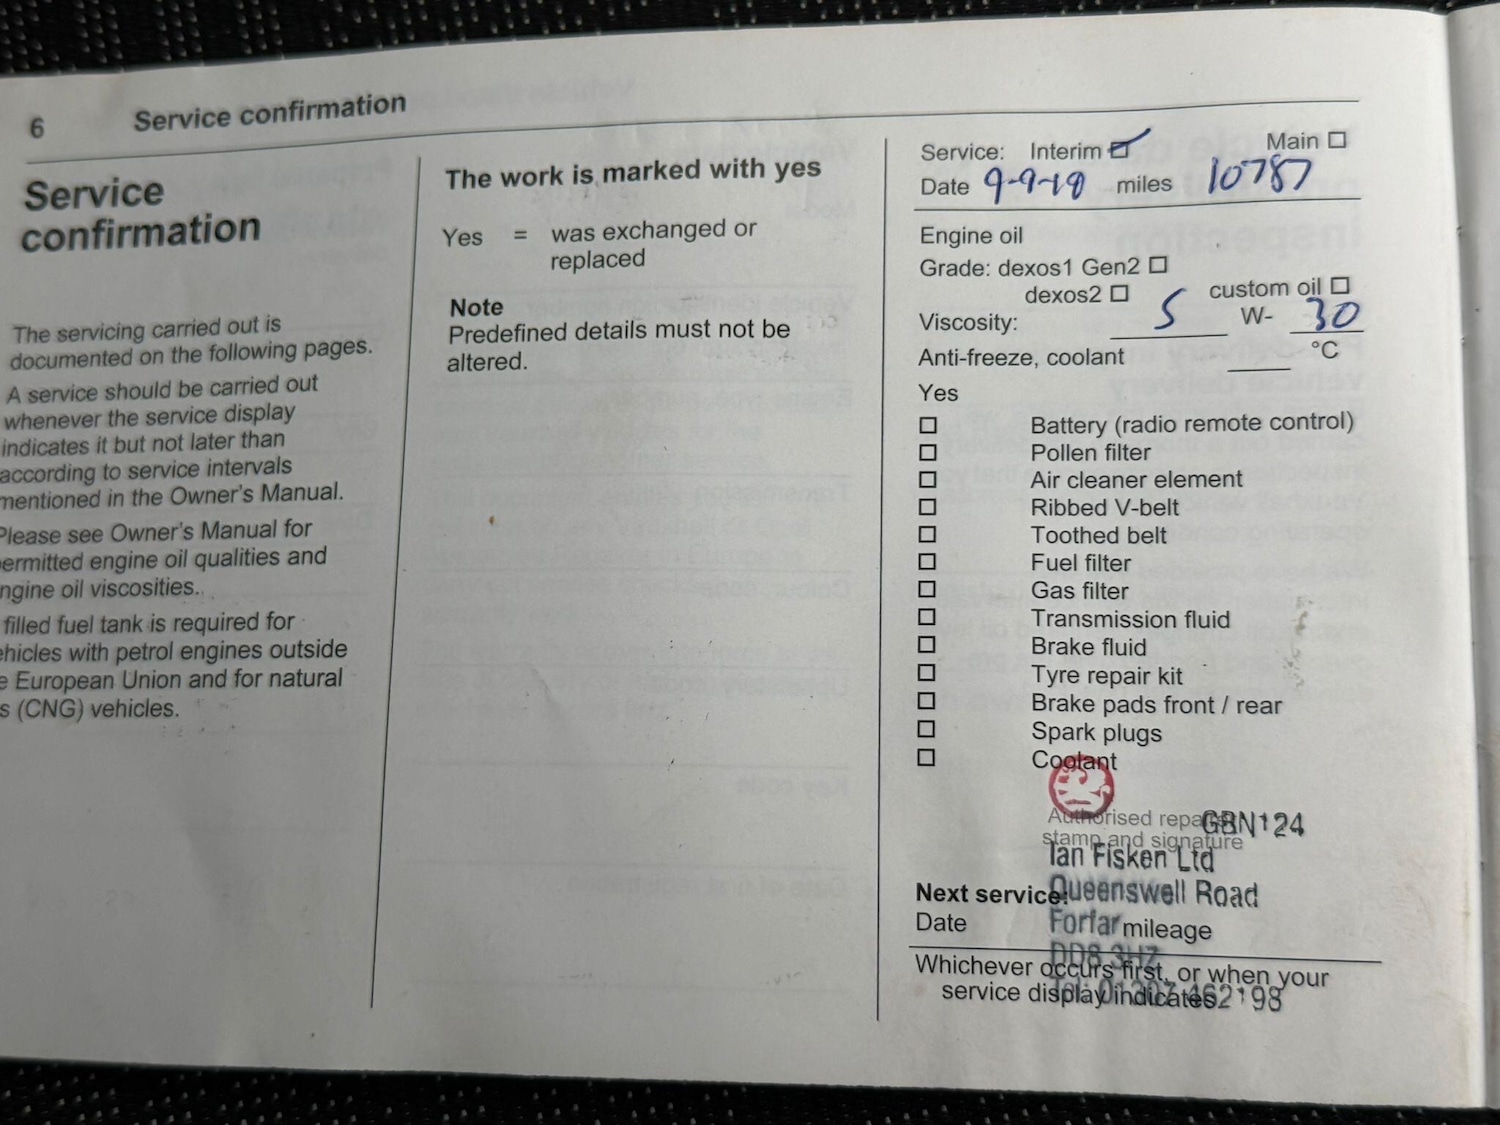 6 Service confirmation
Service
confirmation
The servicing carried out is
documented on the following pages.
A service should be carried out
whenever the service display
indicates it but not later than
according to service intervals
mentioned in the Owner's Manual.
Please see Owner's Manual for
ermitted engine oil qualities and
ngine oil viscosities.
filled fuel tank is required for
ehicles with petrol engines outside
e European Union and for natural
s (CNG) vehicles.
The work is marked with yes
Yes = was exchanged or
replaced
Note
Predefined details must not be
altered.
Service: Interim Main
Date 9-9-19 miles 10787
Engine oil
Grade: dexos1 Gen2
dexos2 custom oil
Viscosity: 5 W- 30
Anti-freeze, coolant °C
Yes
Battery (radio remote control)
Pollen filter
Air cleaner element
Ribbed V-belt
Toothed belt
Fuel filter
Gas filter
Transmission fluid
Brake fluid
Tyre repair kit
Brake pads front / rear
Spark plugs
Coolant
Authorised repa GBN124
stamp and signature
Ian Fisken Ltd
Next service: Queenswell Road
Date Forfar mileage
DD8 3HZ
Whichever occurs first, or when your
service display indicates